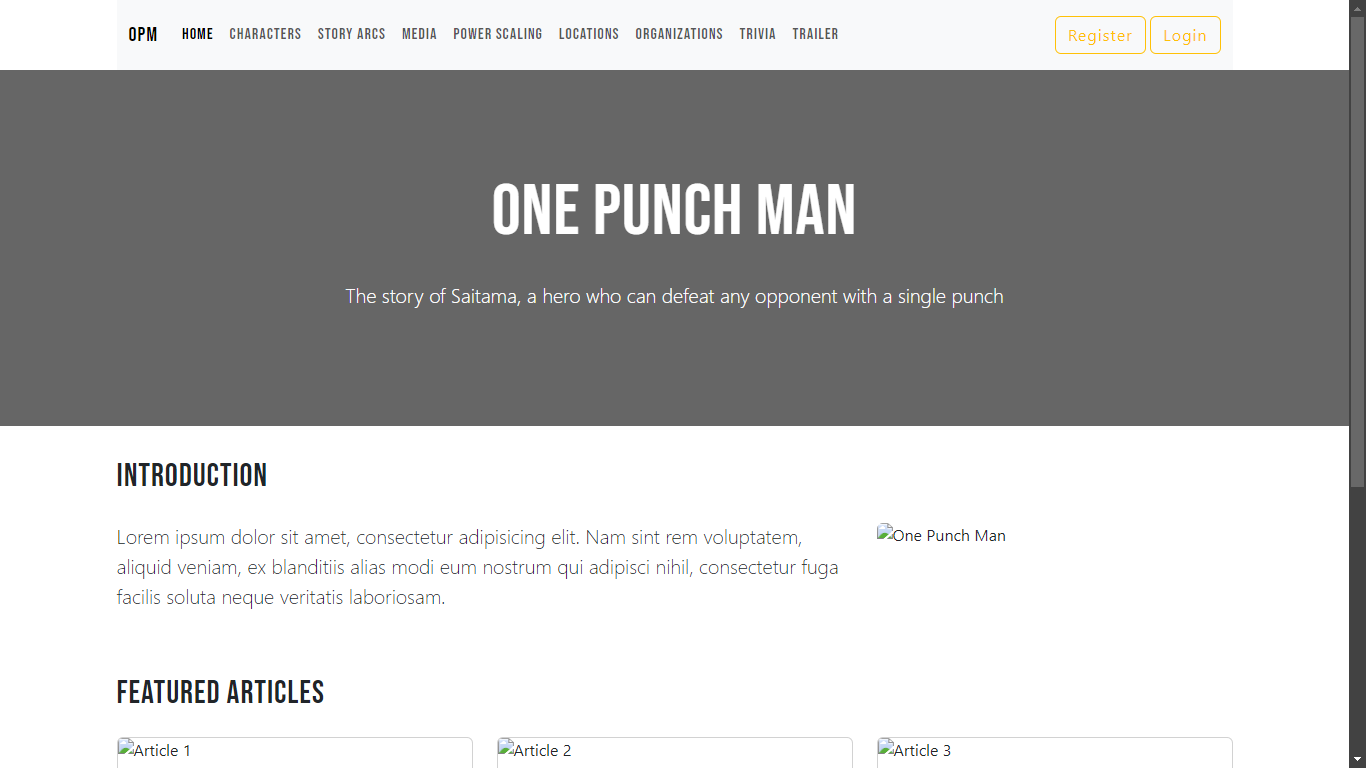 OPM HOME CHARACTERS STORY ARCS MEDIA POWER SCALING LOCATIONS ORGANIZATIONS TRIVIA TRAILER Register Login
ONE PUNCH MAN
The story of Saitama, a hero who can defeat any opponent with a single punch
INTRODUCTION
Lorem ipsum dolor sit amet, consectetur adipisicing elit. Nam sint rem voluptatem,
aliquid veniam, ex blanditiis alias modi eum nostrum qui adipisci nihil, consectetur fuga
facilis soluta neque veritatis laboriosam.
One Punch Man
FEATURED ARTICLES
Article 1 Article 2 Article 3